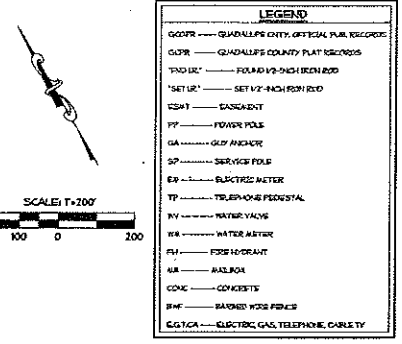 LEGEND
GCOPR GUADALUPE CNTY. OFFICIAL PUB. RECORDS
GCPR GUADALUPE COUNTY PLAT RECORDS
"FND I.R." FOUND 1/2-INCH IRON ROD
"SET I.R." SET 1/2"-INCH IRON ROD
ESMT EASEMENT
PP POWER POLE
GA GUY ANCHOR
SP SERVICE POLE
ELECTRIC METER
TP TELEPHONE PEDESTAL
WV WATER VALVE
WM WATER METER
FH FIRE HYDRANT
MAILBOX
CONC CONCRETE
BWF BARBED WIRE FENCE
E,G,T,CA ELECTRIC, GAS, TELEPHONE, CABLE TV
SCALE: 1"=200'
100 0 200